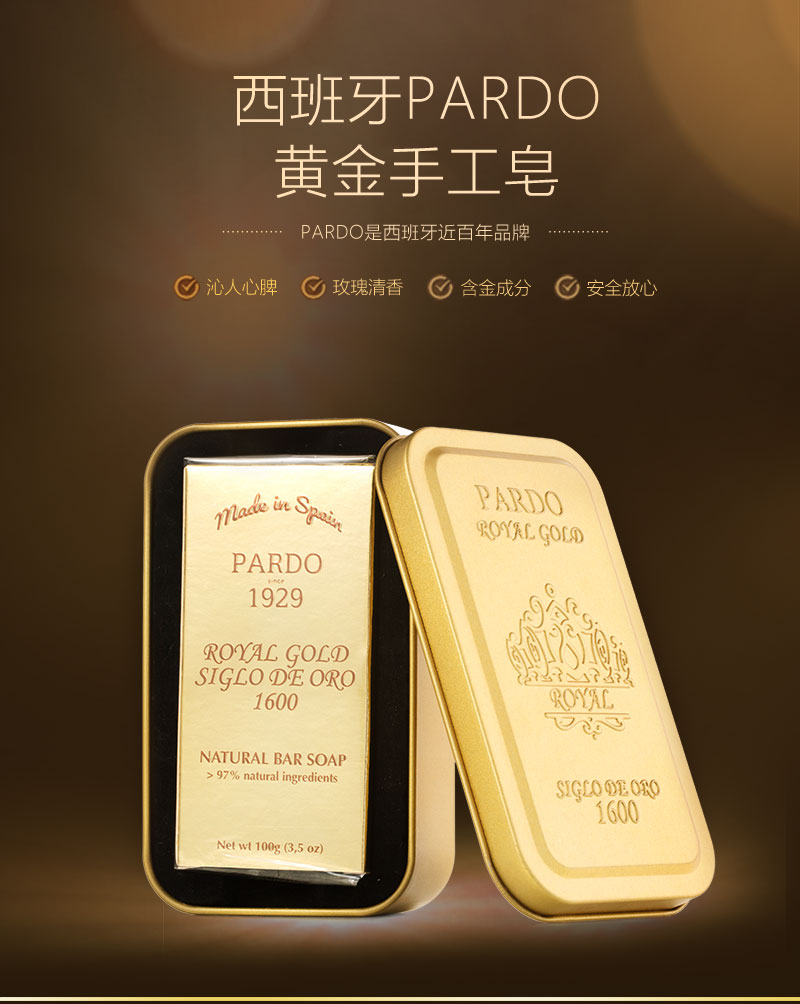 西班牙PARDO
黄金手工皂
PARDO是西班牙近百年品牌
沁人心脾 玫瑰清香 含金成分 安全放心
Made in Spain
PARDO
since
1929
ROYAL GOLD
SIGLO DE ORO
1600
NATURAL BAR SOAP
> 97% natural ingredients
Net wt 100g (3,5 oz)
PARDO
ROYAL GOLD
ROYAL
SIGLO DE ORO
1600